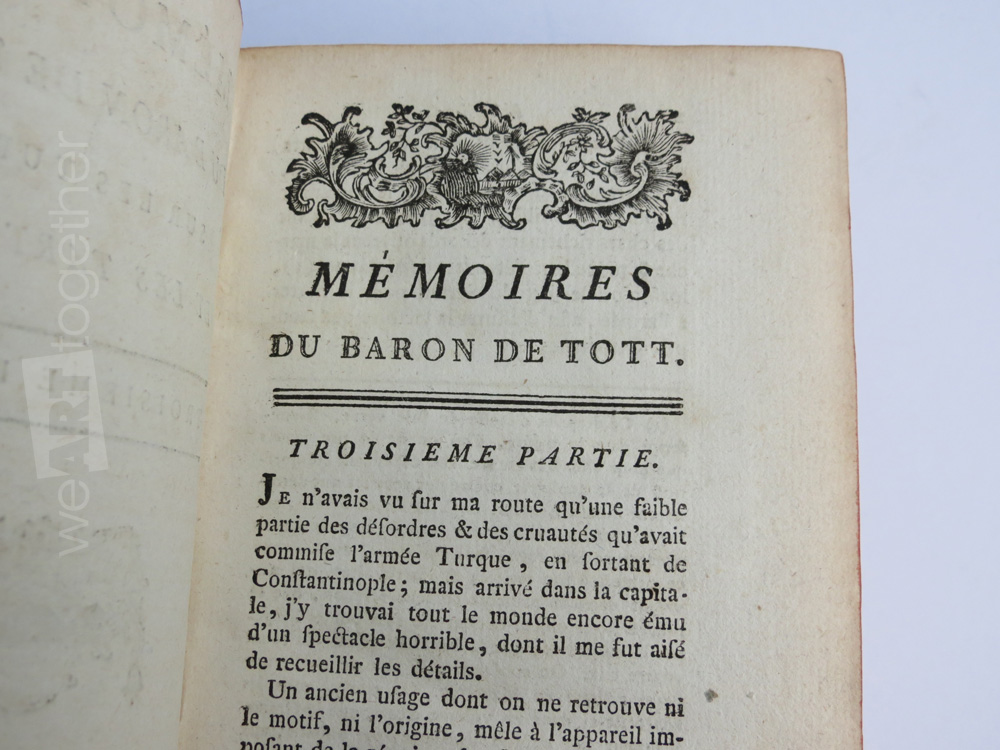 MÉMOIRES
DU BARON DE TOTT.
TROISIEME PARTIE.
JE n'avais vu ſur ma route qu'une faible
partie des déſordres & des cruautés qu'avait
commiſe l'armée Turque, en ſortant de
Conſtantinople; mais arrivé dans la capita-
le, j'y trouvai tout le monde encore ému
d'un ſpectacle horrible, dont il me fut aiſé
de recueillir les détails.
Un ancien uſage dont on ne retrouve ni
le motif, ni l'origine, mêle à l'appareil im-
poſant de la
weARTtogether